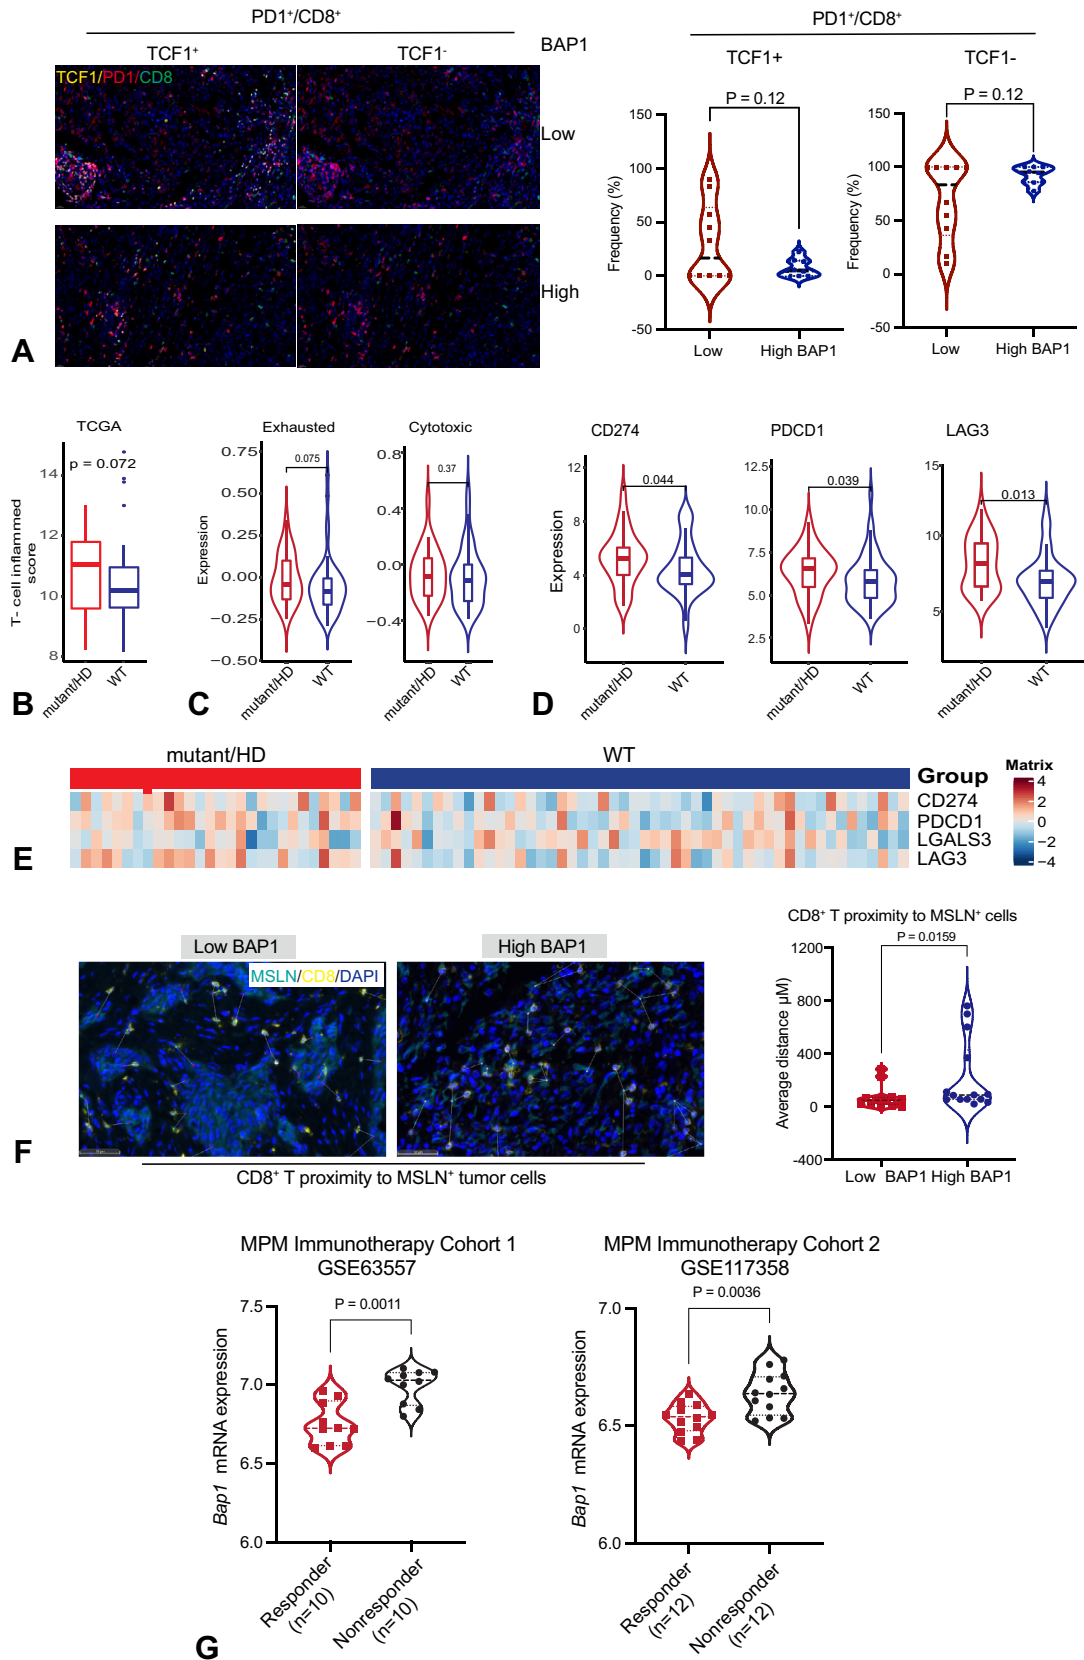 PD1⁺/CD8⁺
TCF1⁺ TCF1⁻ BAP1
TCF1/PD1/CD8
Low
High
A
PD1⁺/CD8⁺
TCF1+ TCF1-
P = 0.12
Frequency (%)
150
100
50
0
-50
Low High BAP1
P = 0.12
Frequency (%)
150
100
50
0
-50
Low High BAP1
TCGA
p = 0.072
T- cell inflammed
score
14
12
10
8
mutant/HD WT
B
Exhausted
0.075
Expression
0.75
0.50
0.25
0.00
−0.25
−0.50
mutant/HD WT
Cytotoxic
0.37
0.8
0.4
0.0
−0.4
mutant/HD WT
C
CD274
0.044
Expression
12
8
4
0
mutant/HD WT
PDCD1
0.039
12.5
10.0
7.5
5.0
2.5
mutant/HD WT
LAG3
0.013
15
10
5
mutant/HD WT
D
mutant/HD WT
Group
CD274
PDCD1
LGALS3
LAG3
Matrix
4
2
0
−2
−4
E
Low BAP1 High BAP1
MSLN/CD8/DAPI
CD8⁺ T proximity to MSLN⁺ tumor cells
F
CD8⁺ T proximity to MSLN⁺ cells
P = 0.0159
Average distance µM)
1200
800
400
0
-400
Low BAP1 High BAP1
MPM Immunotherapy Cohort 1
GSE63557
P = 0.0011
Bap1 mRNA expression
7.5
7.0
6.5
6.0
Responder
(n=10)
Nonresponder
(n=10)
MPM Immunotherapy Cohort 2
GSE117358
P = 0.0036
Bap1 mRNA expression
7.0
6.5
6.0
Responder
(n=12)
Nonresponder
(n=12)
G